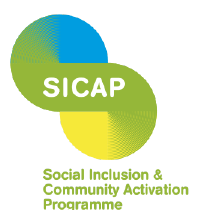 SICAP
Social Inclusion &
Community Activation
Programme